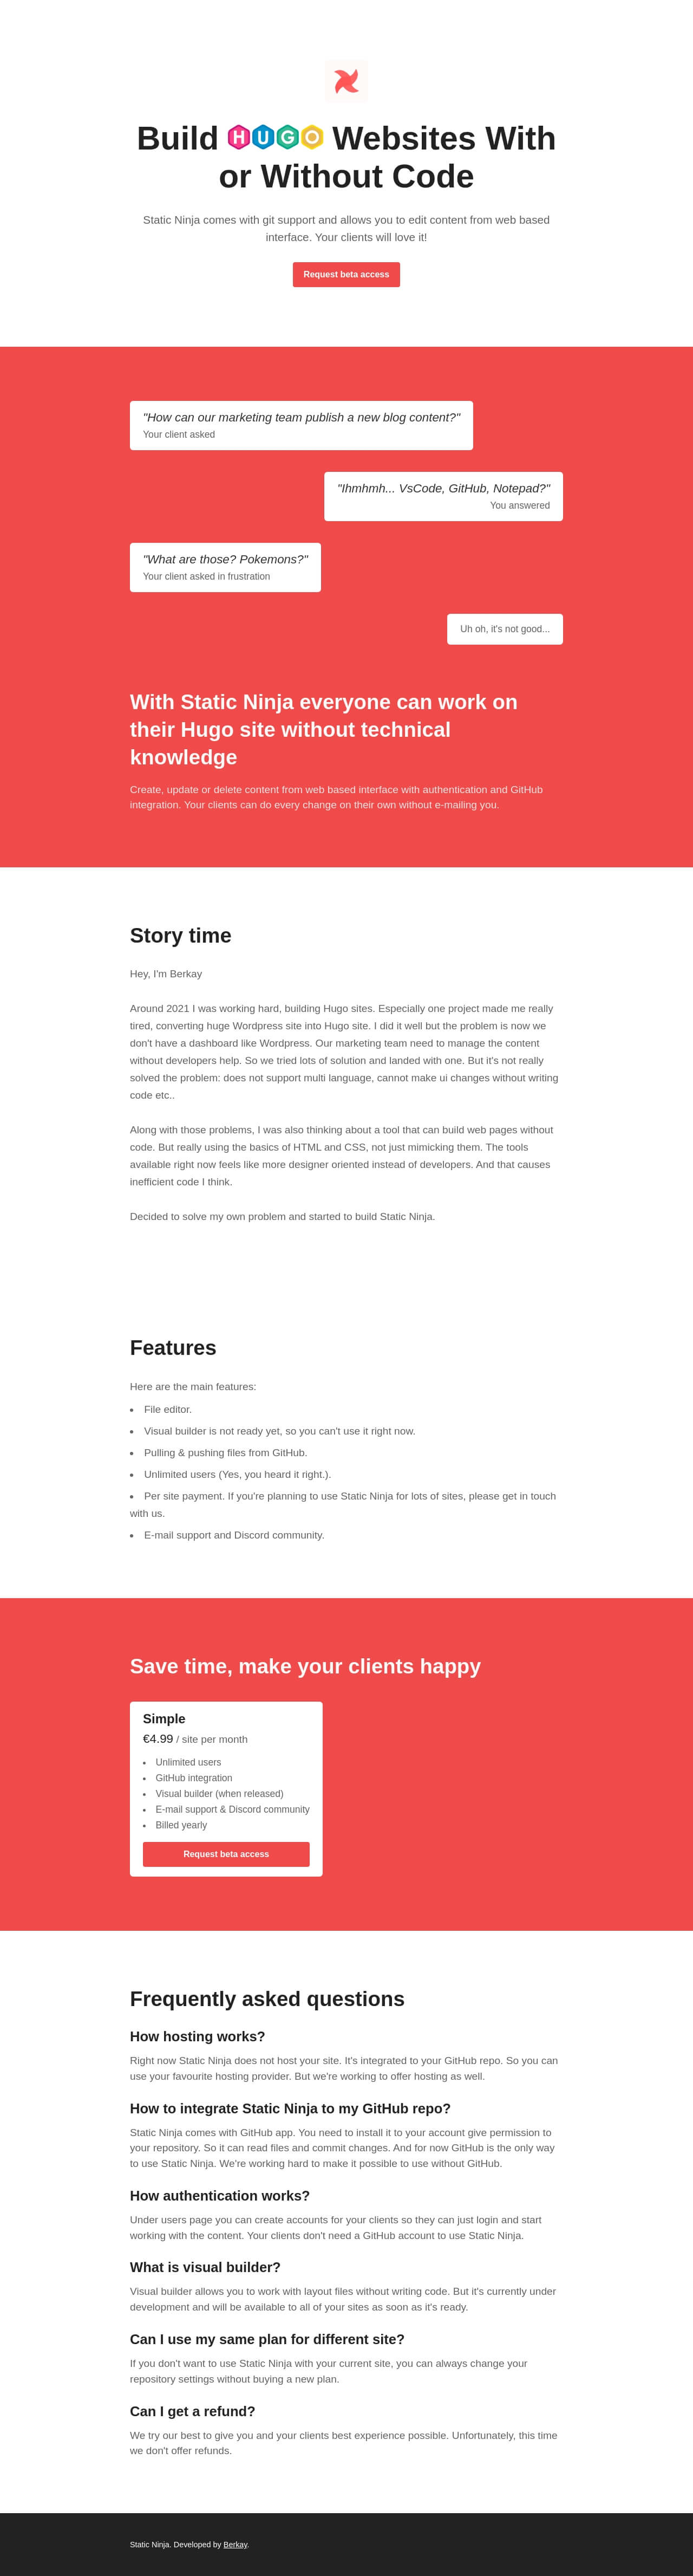 Build HUGO Websites With
or Without Code
Static Ninja comes with git support and allows you to edit content from web based
interface. Your clients will love it!
Request beta access
"How can our marketing team publish a new blog content?"
Your client asked
"Ihmhmh... VsCode, GitHub, Notepad?"
You answered
"What are those? Pokemons?"
Your client asked in frustration
Uh oh, it's not good...
With Static Ninja everyone can work on
their Hugo site without technical
knowledge
Create, update or delete content from web based interface with authentication and GitHub
integration. Your clients can do every change on their own without e-mailing you.
Story time
Hey, I'm Berkay
Around 2021 I was working hard, building Hugo sites. Especially one project made me really
tired, converting huge Wordpress site into Hugo site. I did it well but the problem is now we
don't have a dashboard like Wordpress. Our marketing team need to manage the content
without developers help. So we tried lots of solution and landed with one. But it's not really
solved the problem: does not support multi language, cannot make ui changes without writing
code etc..
Along with those problems, I was also thinking about a tool that can build web pages without
code. But really using the basics of HTML and CSS, not just mimicking them. The tools
available right now feels like more designer oriented instead of developers. And that causes
inefficient code I think.
Decided to solve my own problem and started to build Static Ninja.
Features
Here are the main features:
• File editor.
• Visual builder is not ready yet, so you can't use it right now.
• Pulling & pushing files from GitHub.
• Unlimited users (Yes, you heard it right.).
• Per site payment. If you're planning to use Static Ninja for lots of sites, please get in touch
with us.
• E-mail support and Discord community.
Save time, make your clients happy
Simple
€4.99 / site per month
• Unlimited users
• GitHub integration
• Visual builder (when released)
• E-mail support & Discord community
• Billed yearly
Request beta access
Frequently asked questions
How hosting works?
Right now Static Ninja does not host your site. It's integrated to your GitHub repo. So you can
use your favourite hosting provider. But we're working to offer hosting as well.
How to integrate Static Ninja to my GitHub repo?
Static Ninja comes with GitHub app. You need to install it to your account give permission to
your repository. So it can read files and commit changes. And for now GitHub is the only way
to use Static Ninja. We're working hard to make it possible to use without GitHub.
How authentication works?
Under users page you can create accounts for your clients so they can just login and start
working with the content. Your clients don't need a GitHub account to use Static Ninja.
What is visual builder?
Visual builder allows you to work with layout files without writing code. But it's currently under
development and will be available to all of your sites as soon as it's ready.
Can I use my same plan for different site?
If you don't want to use Static Ninja with your current site, you can always change your
repository settings without buying a new plan.
Can I get a refund?
We try our best to give you and your clients best experience possible. Unfortunately, this time
we don't offer refunds.
Static Ninja. Developed by Berkay.